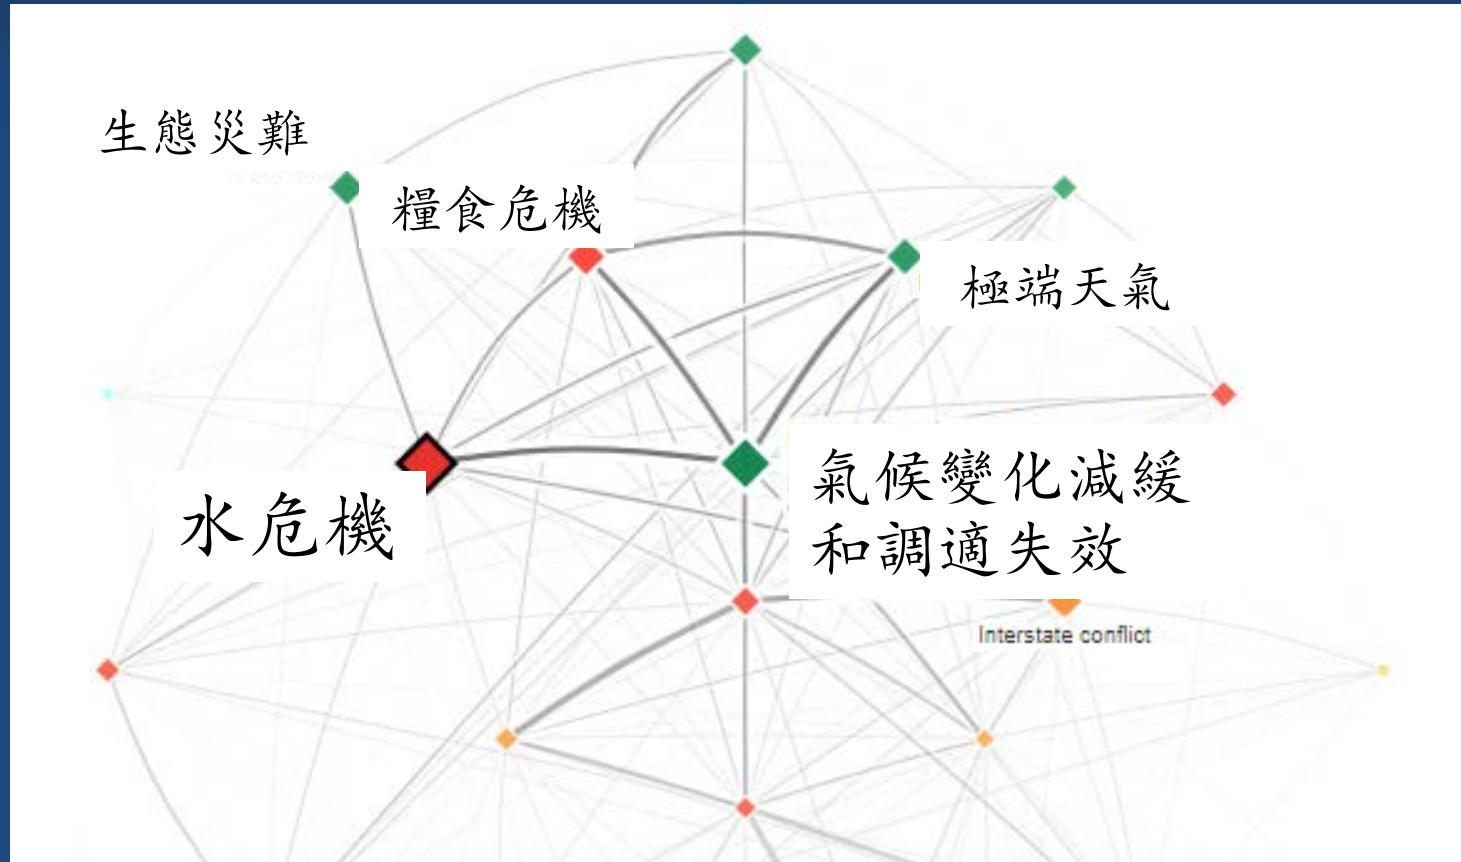 生態災難
糧食危機
極端天氣
水危機
氣候變化減緩
和調適失效
Interstate conflict